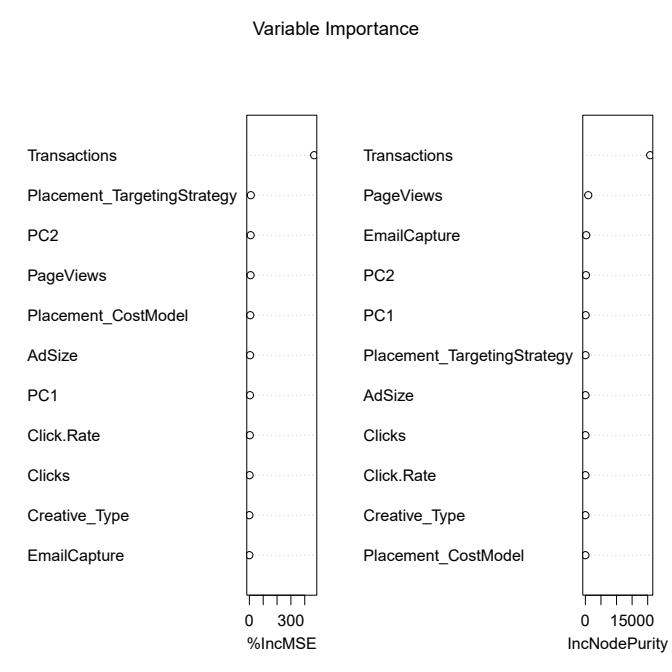 Variable Importance
Transactions
Placement_TargetingStrategy
PC2
PageViews
Placement_CostModel
AdSize
PC1
Click.Rate
Clicks
Creative_Type
EmailCapture
0 300
%IncMSE
Transactions
PageViews
EmailCapture
PC2
PC1
Placement_TargetingStrategy
AdSize
Clicks
Click.Rate
Creative_Type
Placement_CostModel
0 15000
IncNodePurity